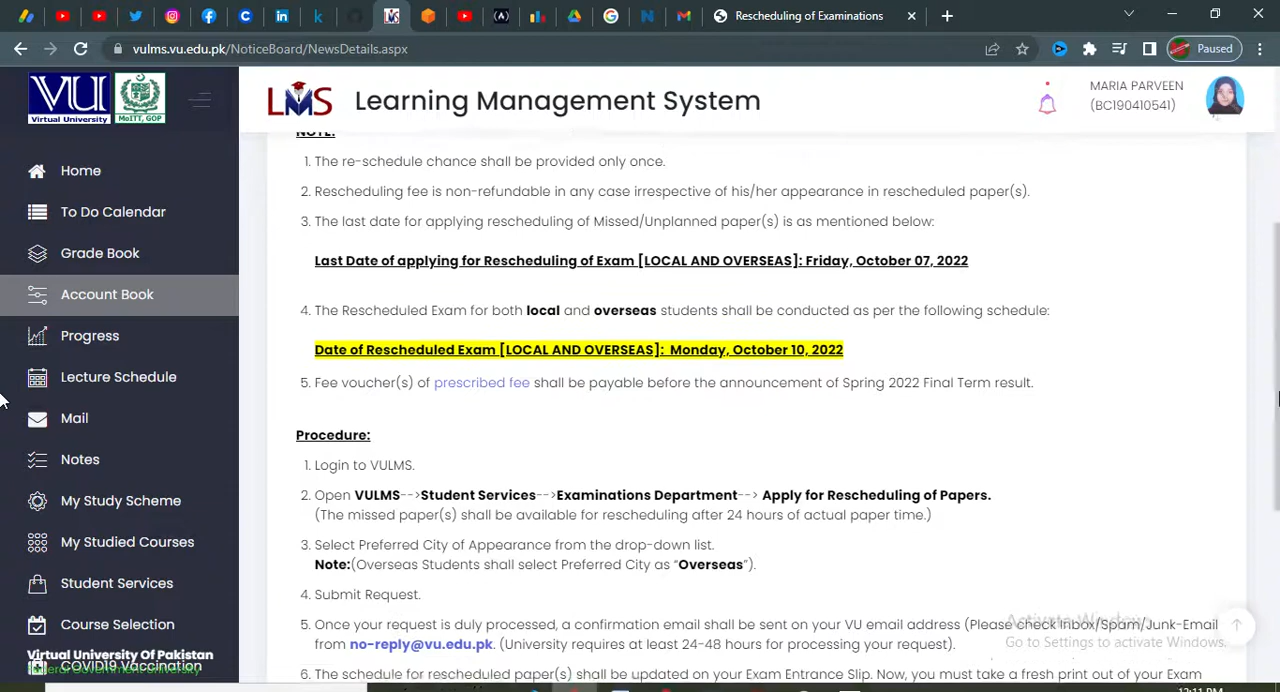 Rescheduling of Examinations
vulms.vu.edu.pk/NoticeBoard/NewsDetails.aspx
Paused
VU
Virtual University
MoITT, GOP
LMS
Learning Management System
MARIA PARVEEN
(BC190410541)
Home
To Do Calendar
Grade Book
Account Book
Progress
Lecture Schedule
Mail
Notes
My Study Scheme
My Studied Courses
Student Services
Course Selection
Virtual University Of Pakistan
Federal Government University
COVID19 Vaccination
NOTE:
1. The re-schedule chance shall be provided only once.
2. Rescheduling fee is non-refundable in any case irrespective of his/her appearance in rescheduled paper(s).
3. The last date for applying rescheduling of Missed/Unplanned paper(s) is as mentioned below:
Last Date of applying for Rescheduling of Exam [LOCAL AND OVERSEAS]: Friday, October 07, 2022
4. The Rescheduled Exam for both local and overseas students shall be conducted as per the following schedule:
Date of Rescheduled Exam [LOCAL AND OVERSEAS]: Monday, October 10, 2022
5. Fee voucher(s) of prescribed fee shall be payable before the announcement of Spring 2022 Final Term result.
Procedure:
1. Login to VULMS.
2. Open VULMS-->Student Services-->Examinations Department--> Apply for Rescheduling of Papers.
(The missed paper(s) shall be available for rescheduling after 24 hours of actual paper time.)
3. Select Preferred City of Appearance from the drop-down list.
Note:(Overseas Students shall select Preferred City as “Overseas”).
4. Submit Request.
5. Once your request is duly processed, a confirmation email shall be sent on your VU email address (Please check Inbox/Spam/Junk-Email
from no-reply@vu.edu.pk. (University requires at least 24-48 hours for processing your request).
6. The schedule for rescheduled paper(s) shall be updated on your Exam Entrance Slip. Now, you must take a fresh print out of your Exam
Activate Windows
Go to Settings to activate Windows.
12:11 PM